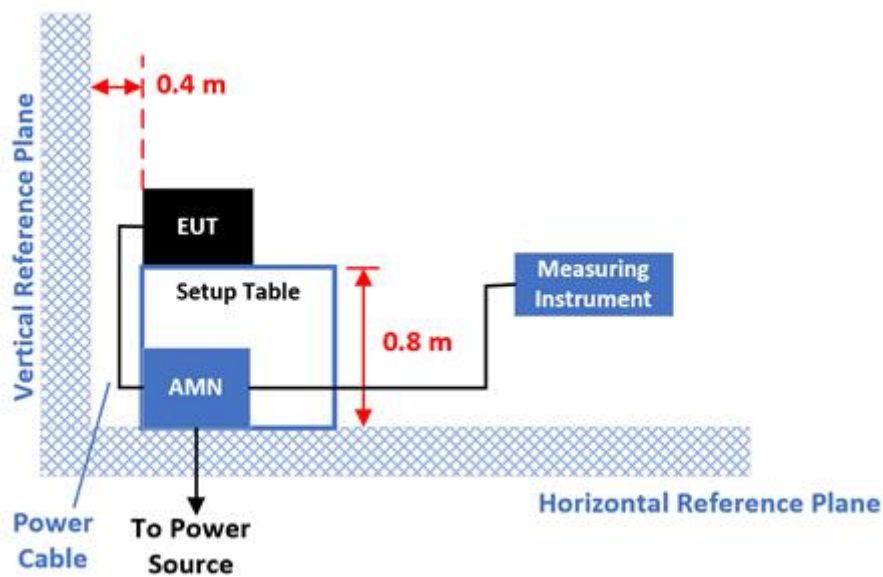 0.4 m
Vertical Reference Plane
EUT
Setup Table
Measuring
Instrument
0.8 m
AMN
Horizontal Reference Plane
Power
Cable
To Power
Source